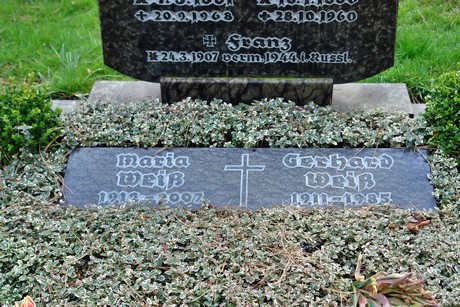 ✝20.9.1968
✝28.10.1960
Franz
✶24.3.1907 verm.1944 i. Russl.
Maria
Weiß
Gerhard
Weiß
1911-1985